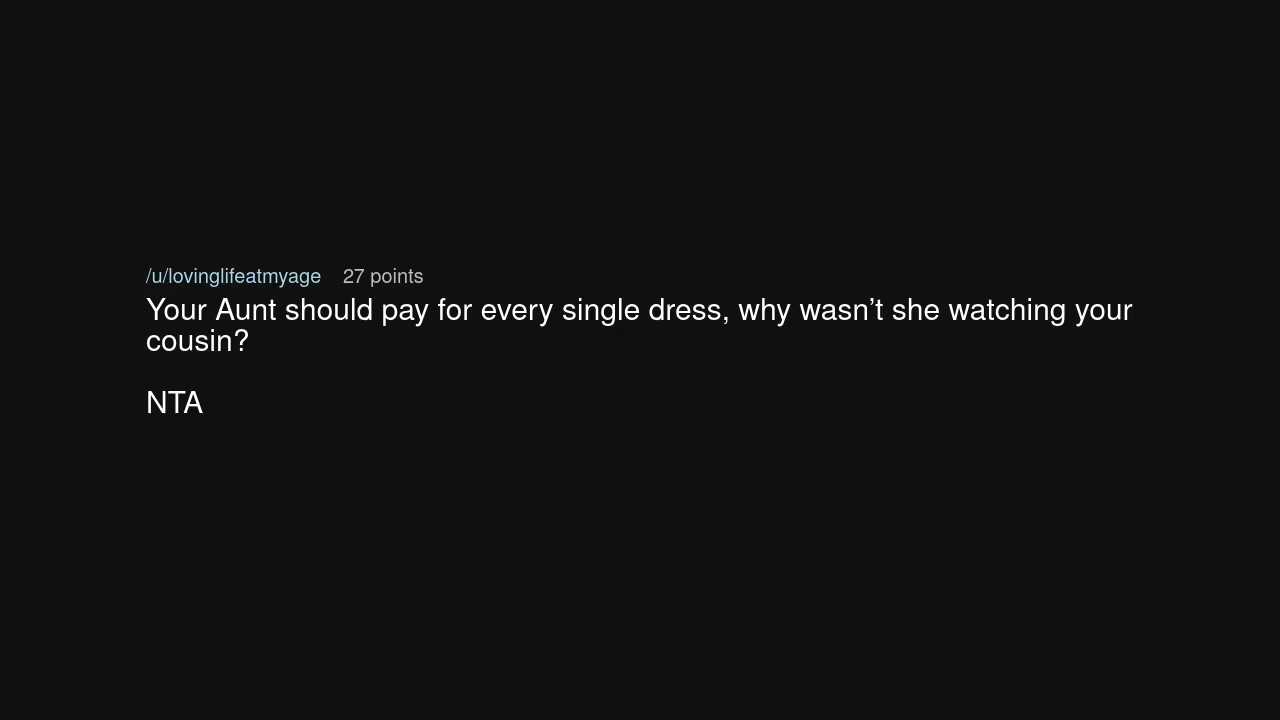 /u/lovinglifeatmyage 27 points
Your Aunt should pay for every single dress, why wasn’t she watching your
cousin?
NTA